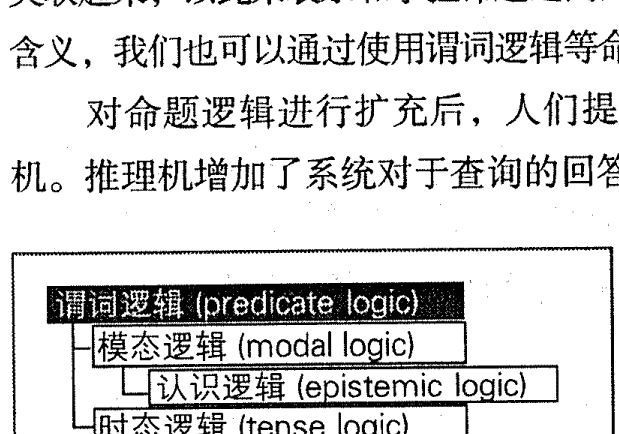 含义，我们也可以通过使用谓词逻辑等命
对命题逻辑进行扩充后，人们提
机。推理机增加了系统对于查询的回答
谓词逻辑 (predicate logic)
模态逻辑 (modal logic)
认识逻辑 (epistemic logic)
时态逻辑 (tense logic)